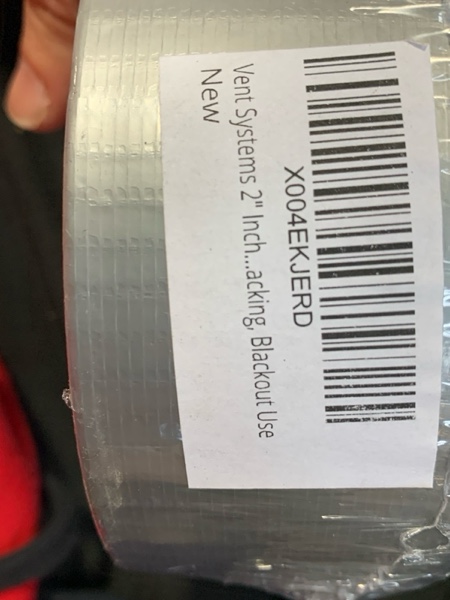 X004EKJERD
Vent Systems 2" Inch...acking, Blackout Use
New